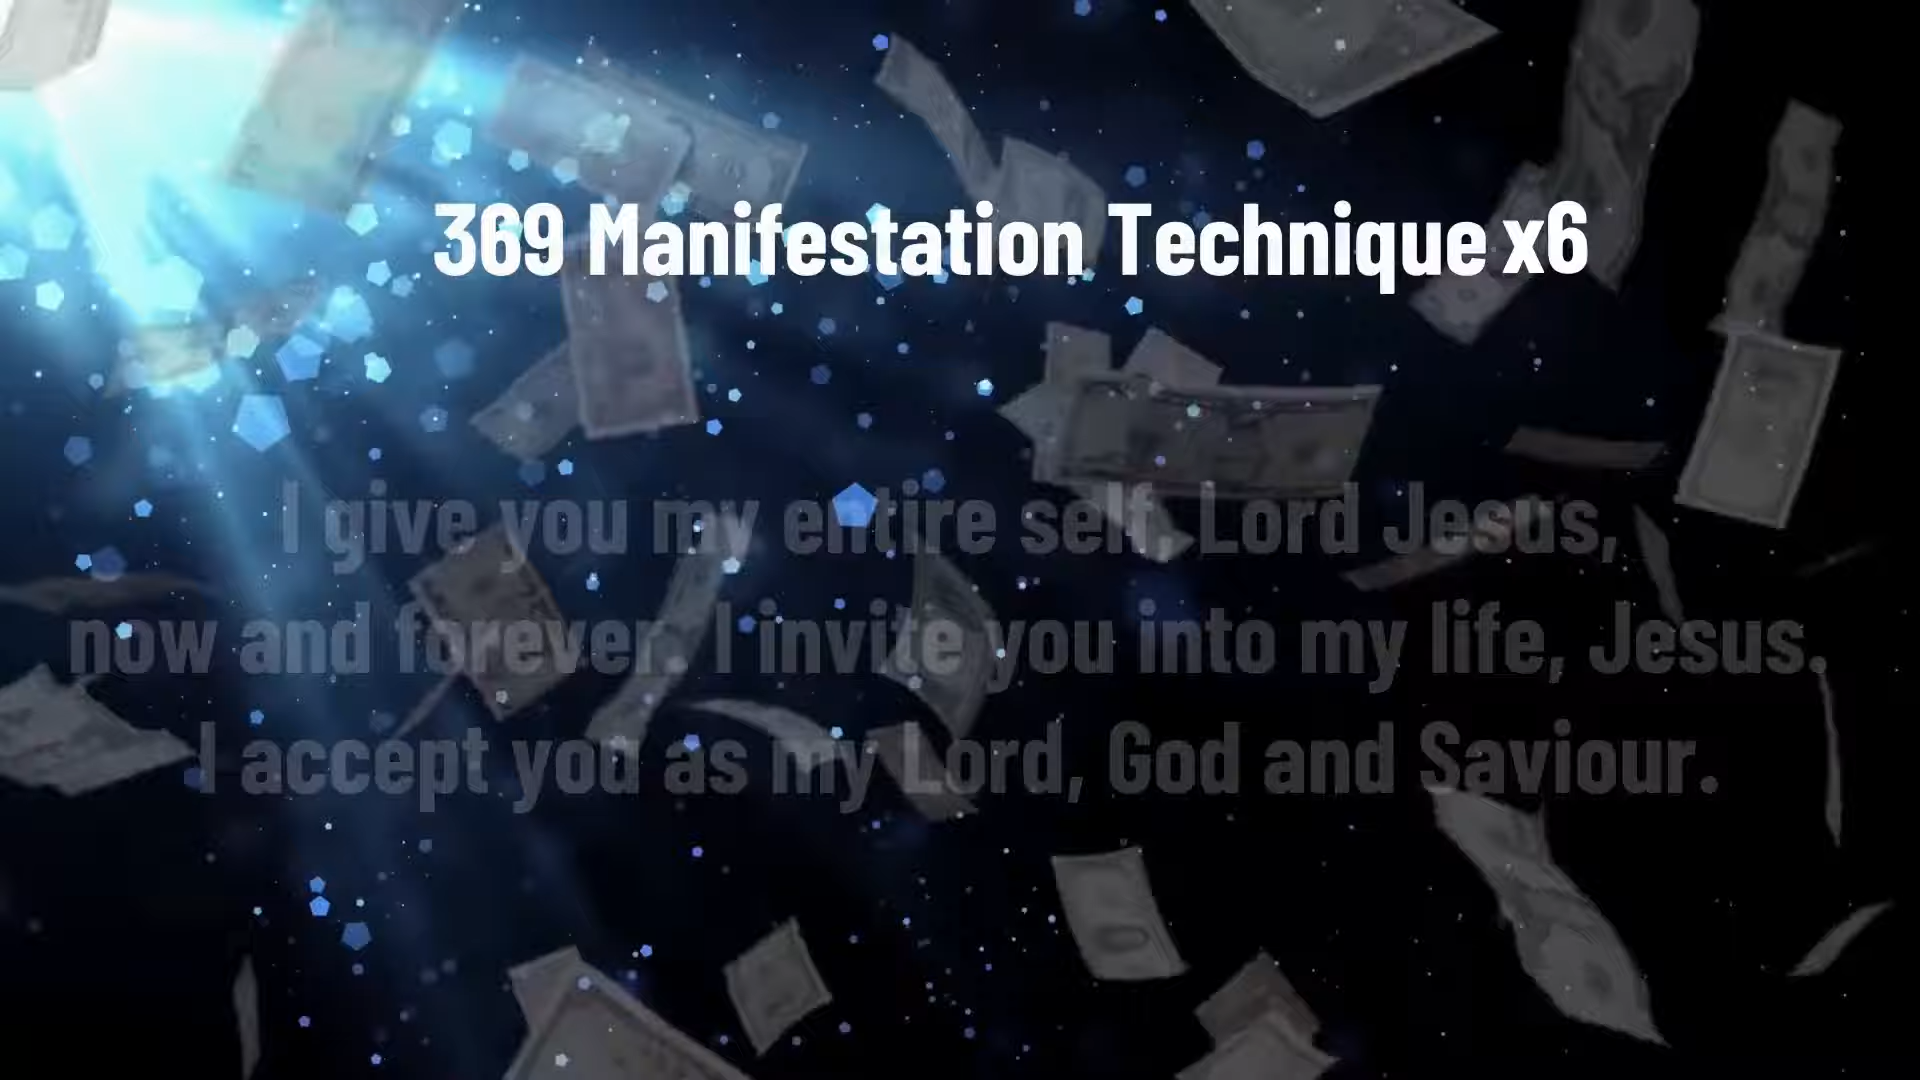 369 Manifestation Technique x6
I give you my entire self, Lord Jesus,
now and forever. I invite you into my life, Jesus.
I accept you as my Lord, God and Saviour.